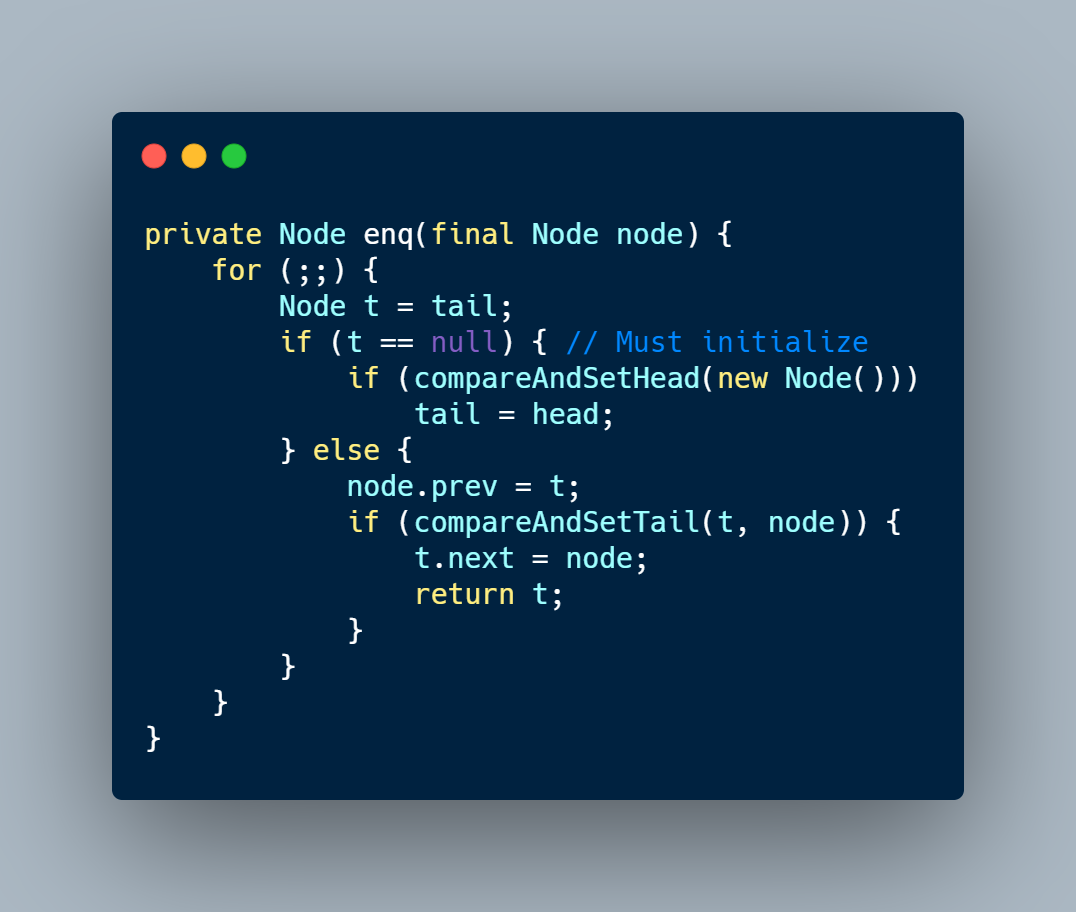 private Node enq(final Node node) {
    for (;;) {
        Node t = tail;
        if (t == null) { // Must initialize
            if (compareAndSetHead(new Node()))
                tail = head;
        } else {
            node.prev = t;
            if (compareAndSetTail(t, node)) {
                t.next = node;
                return t;
            }
        }
    }
}